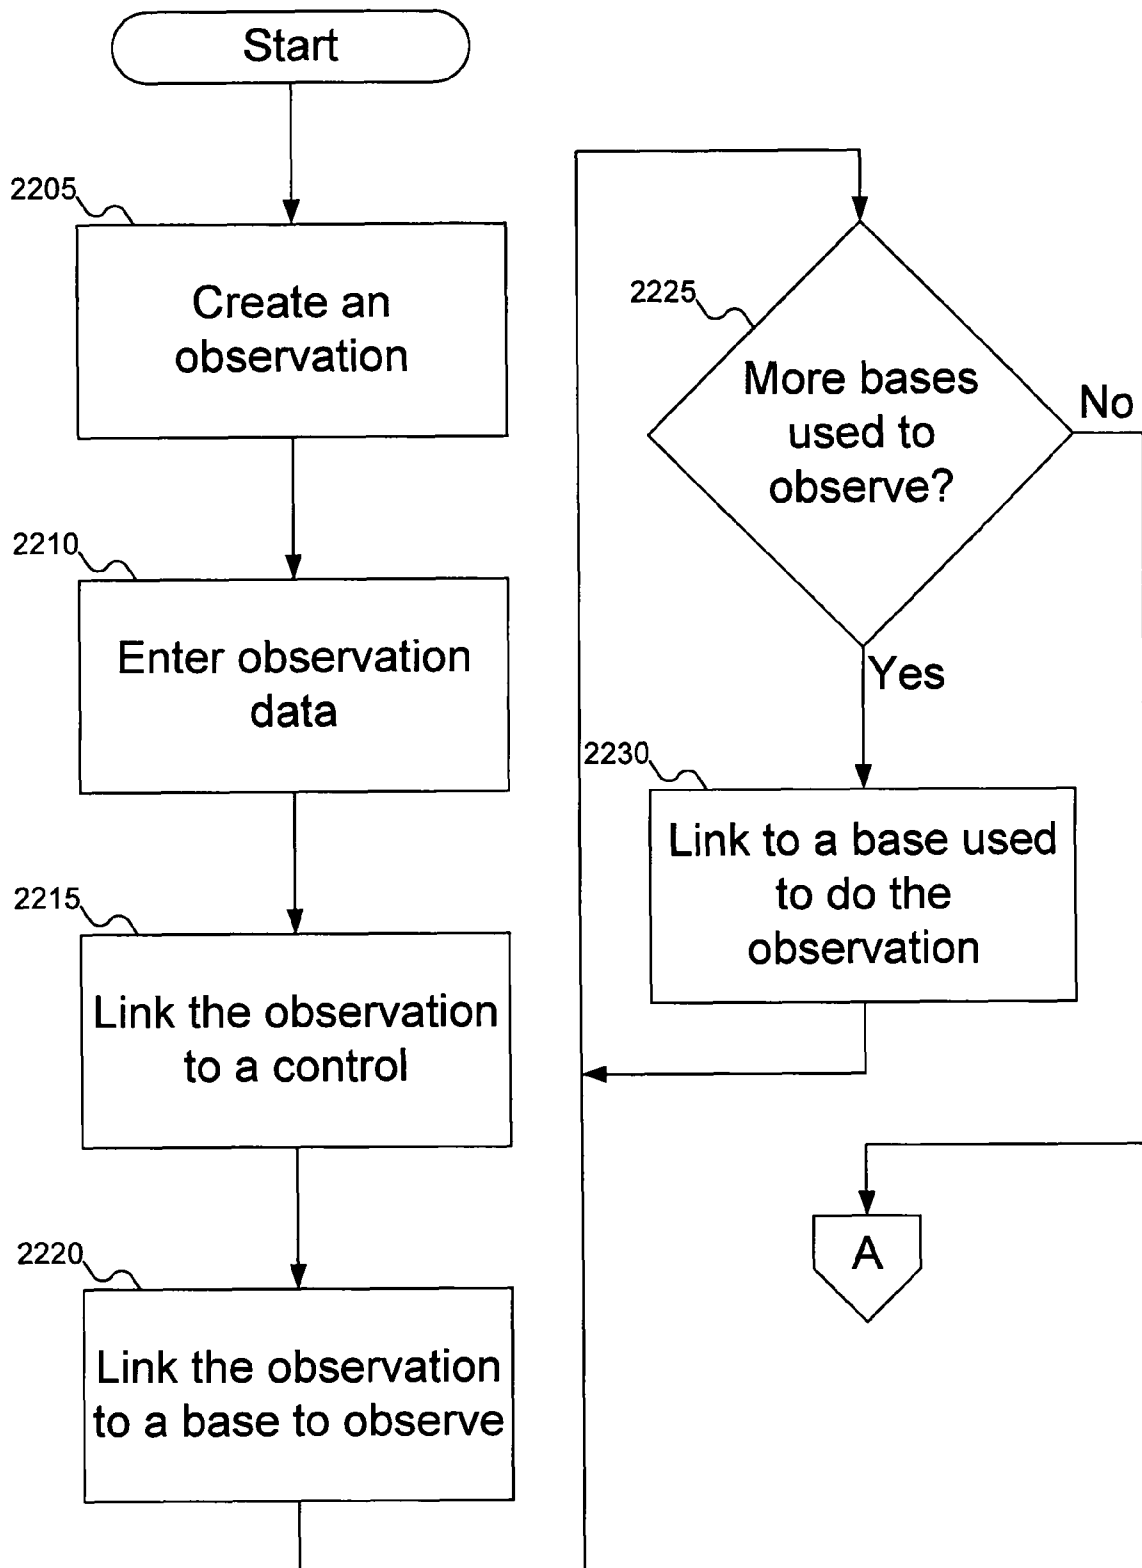 Start
2205
Create an
observation
2210
Enter observation
data
2215
Link the observation
to a control
2220
Link the observation
to a base to observe
2225
More bases
used to
observe?
No
Yes
2230
Link to a base used
to do the
observation
A